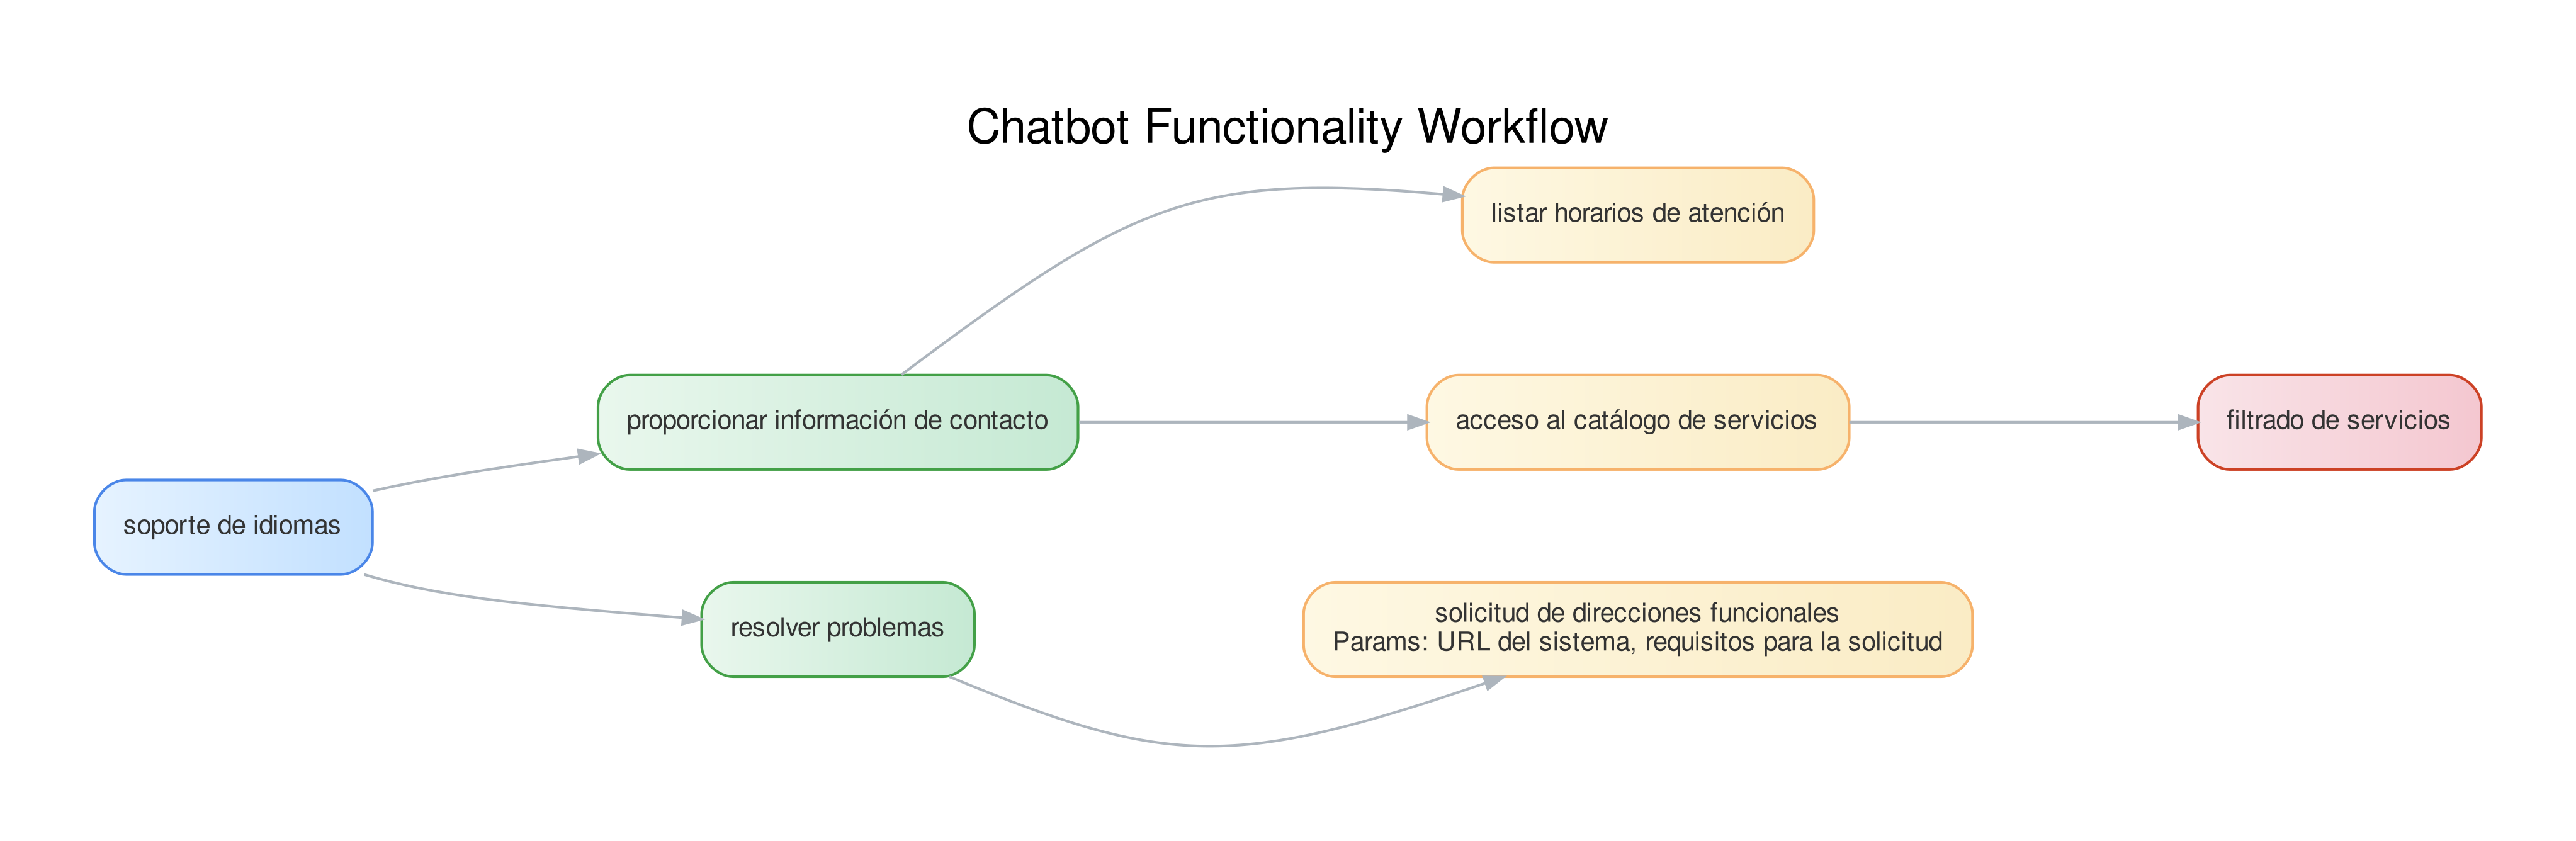 Chatbot Functionality Workflow
listar horarios de atención
proporcionar información de contacto
acceso al catálogo de servicios
filtrado de servicios
soporte de idiomas
resolver problemas
solicitud de direcciones funcionales
Params: URL del sistema, requisitos para la solicitud